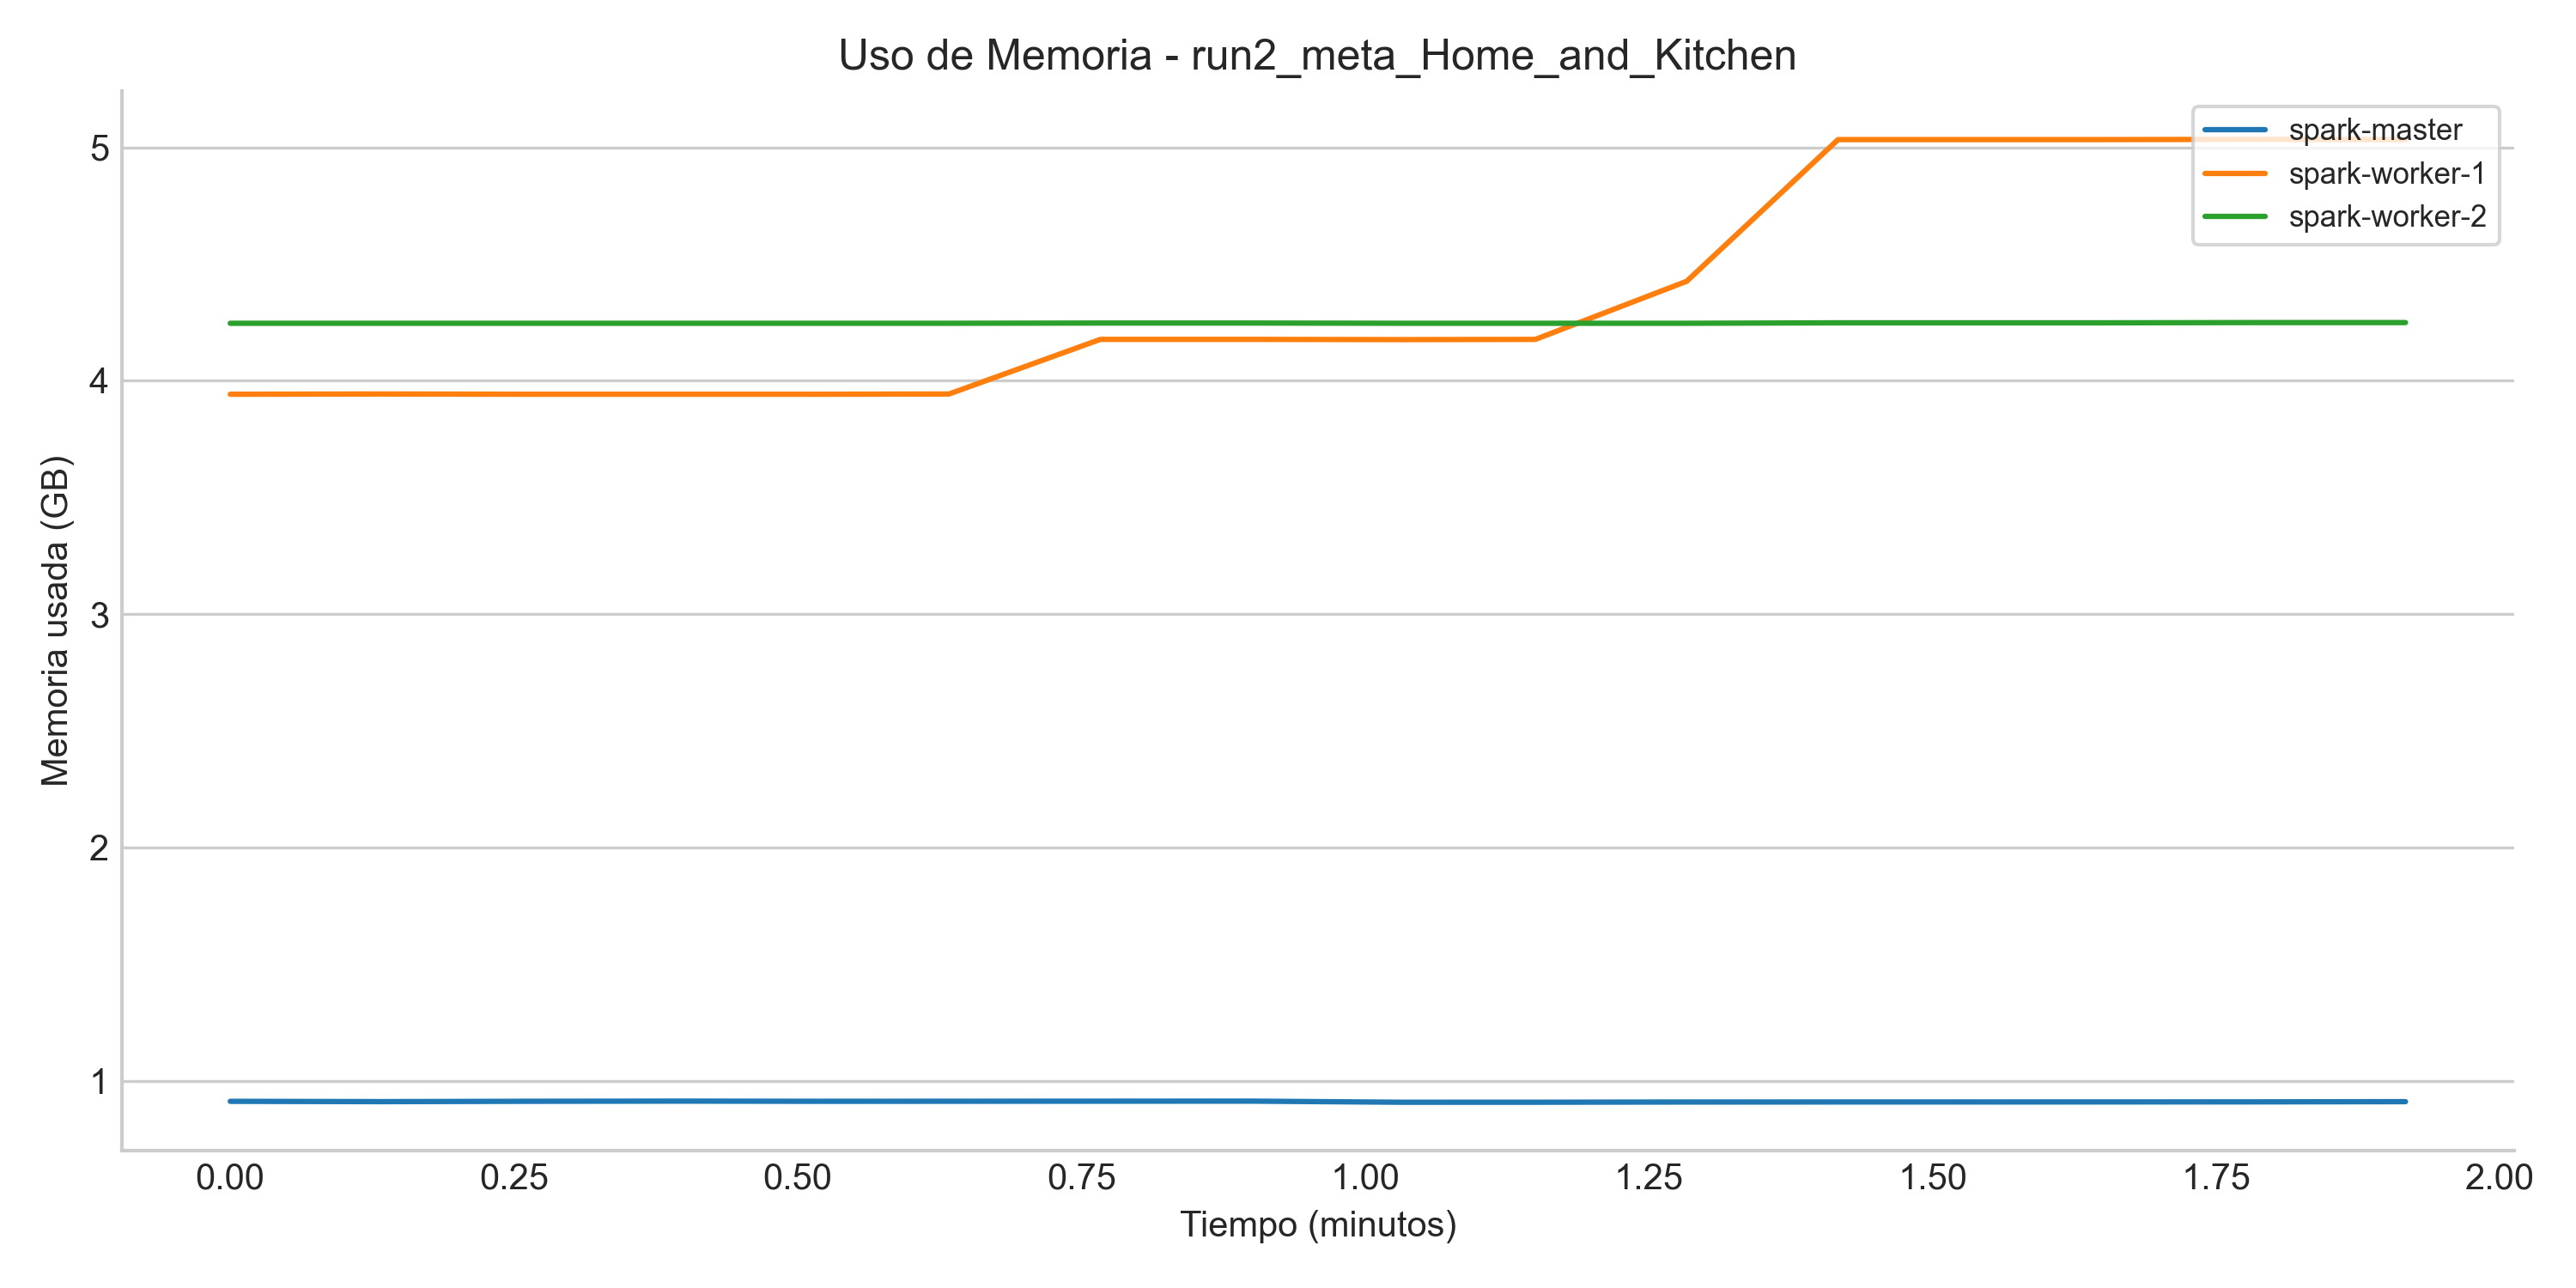 Uso de Memoria - run2_meta_Home_and_Kitchen
spark-master
spark-worker-1
spark-worker-2
Memoria usada (GB)
5
4
3
2
1
0.00 0.25 0.50 0.75 1.00 1.25 1.50 1.75 2.00
Tiempo (minutos)